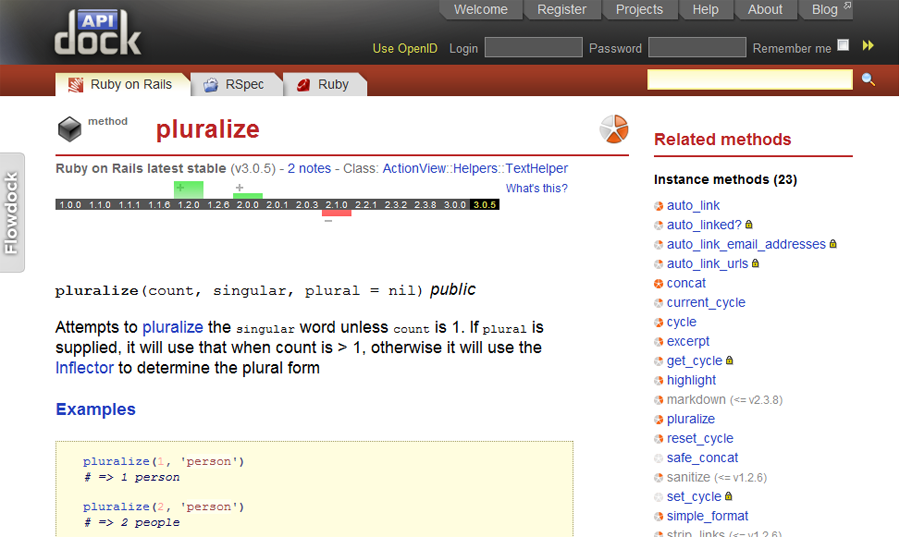 API
dock
Welcome Register Projects Help About Blog
Use OpenID Login Password Remember me
Ruby on Rails RSpec Ruby
method
pluralize
Ruby on Rails latest stable (v3.0.5) - 2 notes - Class: ActionView::Helpers::TextHelper
+ + What's this?
1.0.0 1.1.0 1.1.1 1.1.6 1.2.0 1.2.6 2.0.0 2.0.1 2.0.3 2.1.0 2.2.1 2.3.2 2.3.8 3.0.0 3.0.5
−
Flowdock
pluralize(count, singular, plural = nil) public
Attempts to pluralize the singular word unless count is 1. If plural is
supplied, it will use that when count is > 1, otherwise it will use the
Inflector to determine the plural form
Examples
pluralize(1, 'person')
# => 1 person
pluralize(2, 'person')
# => 2 people
Related methods
Instance methods (23)
auto_link
auto_linked?
auto_link_email_addresses
auto_link_urls
concat
current_cycle
cycle
excerpt
get_cycle
highlight
markdown (<= v2.3.8)
pluralize
reset_cycle
safe_concat
sanitize (<= v1.2.6)
set_cycle
simple_format
strip_links (<= v1.2.6)